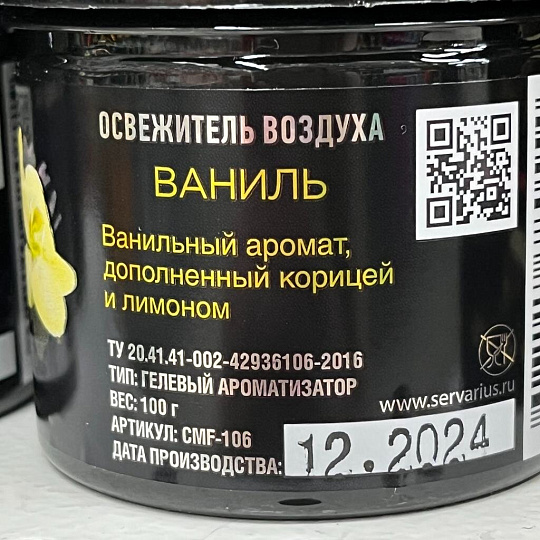 ОСВЕЖИТЕЛЬ ВОЗДУХА
ВАНИЛЬ
Ванильный аромат,
дополненный корицей
и лимоном
ТУ 20.41.41-002-42936106-2016
ТИП: ГЕЛЕВЫЙ АРОМАТИЗАТОР
ВЕС: 100 г
www.servarius.ru
АРТИКУЛ: CMF-106
ДАТА ПРОИЗВОДСТВА: 12.2024